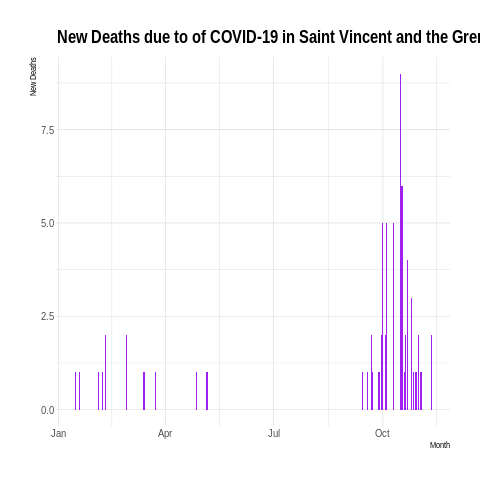 New Deaths due to of COVID-19 in Saint Vincent and the Gre
New Deaths
7.5
5.0
2.5
0.0
Jan Apr Jul Oct
Month